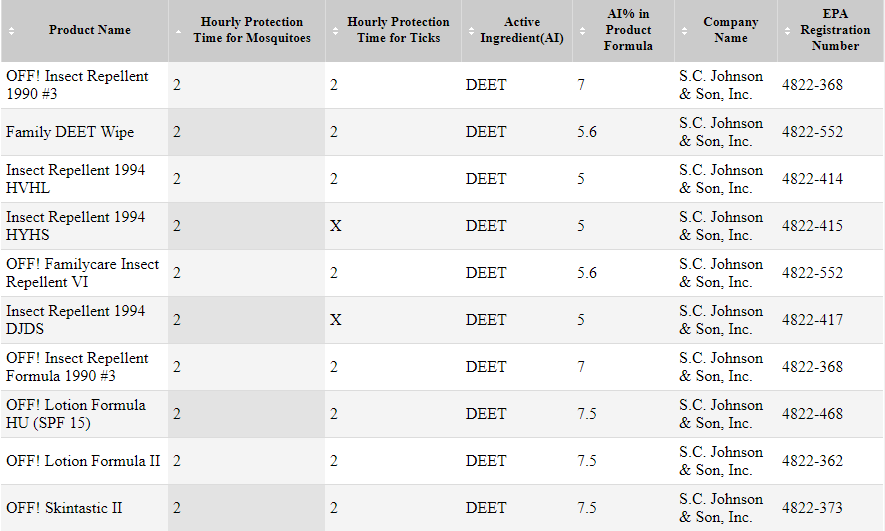 Product Name Hourly Protection Time for Mosquitoes Hourly Protection Time for Ticks Active Ingredient(AI) AI% in Product Formula Company Name EPA Registration Number
OFF! Insect Repellent 1990 #3 2 2 DEET 7 S.C. Johnson & Son, Inc. 4822-368
Family DEET Wipe 2 2 DEET 5.6 S.C. Johnson & Son, Inc. 4822-552
Insect Repellent 1994 HVHL 2 2 DEET 5 S.C. Johnson & Son, Inc. 4822-414
Insect Repellent 1994 HYHS 2 X DEET 5 S.C. Johnson & Son, Inc. 4822-415
OFF! Familycare Insect Repellent VI 2 2 DEET 5.6 S.C. Johnson & Son, Inc. 4822-552
Insect Repellent 1994 DJDS 2 X DEET 5 S.C. Johnson & Son, Inc. 4822-417
OFF! Insect Repellent Formula 1990 #3 2 2 DEET 7 S.C. Johnson & Son, Inc. 4822-368
OFF! Lotion Formula HU (SPF 15) 2 2 DEET 7.5 S.C. Johnson & Son, Inc. 4822-468
OFF! Lotion Formula II 2 2 DEET 7.5 S.C. Johnson & Son, Inc. 4822-362
OFF! Skintastic II 2 2 DEET 7.5 S.C. Johnson & Son, Inc. 4822-373